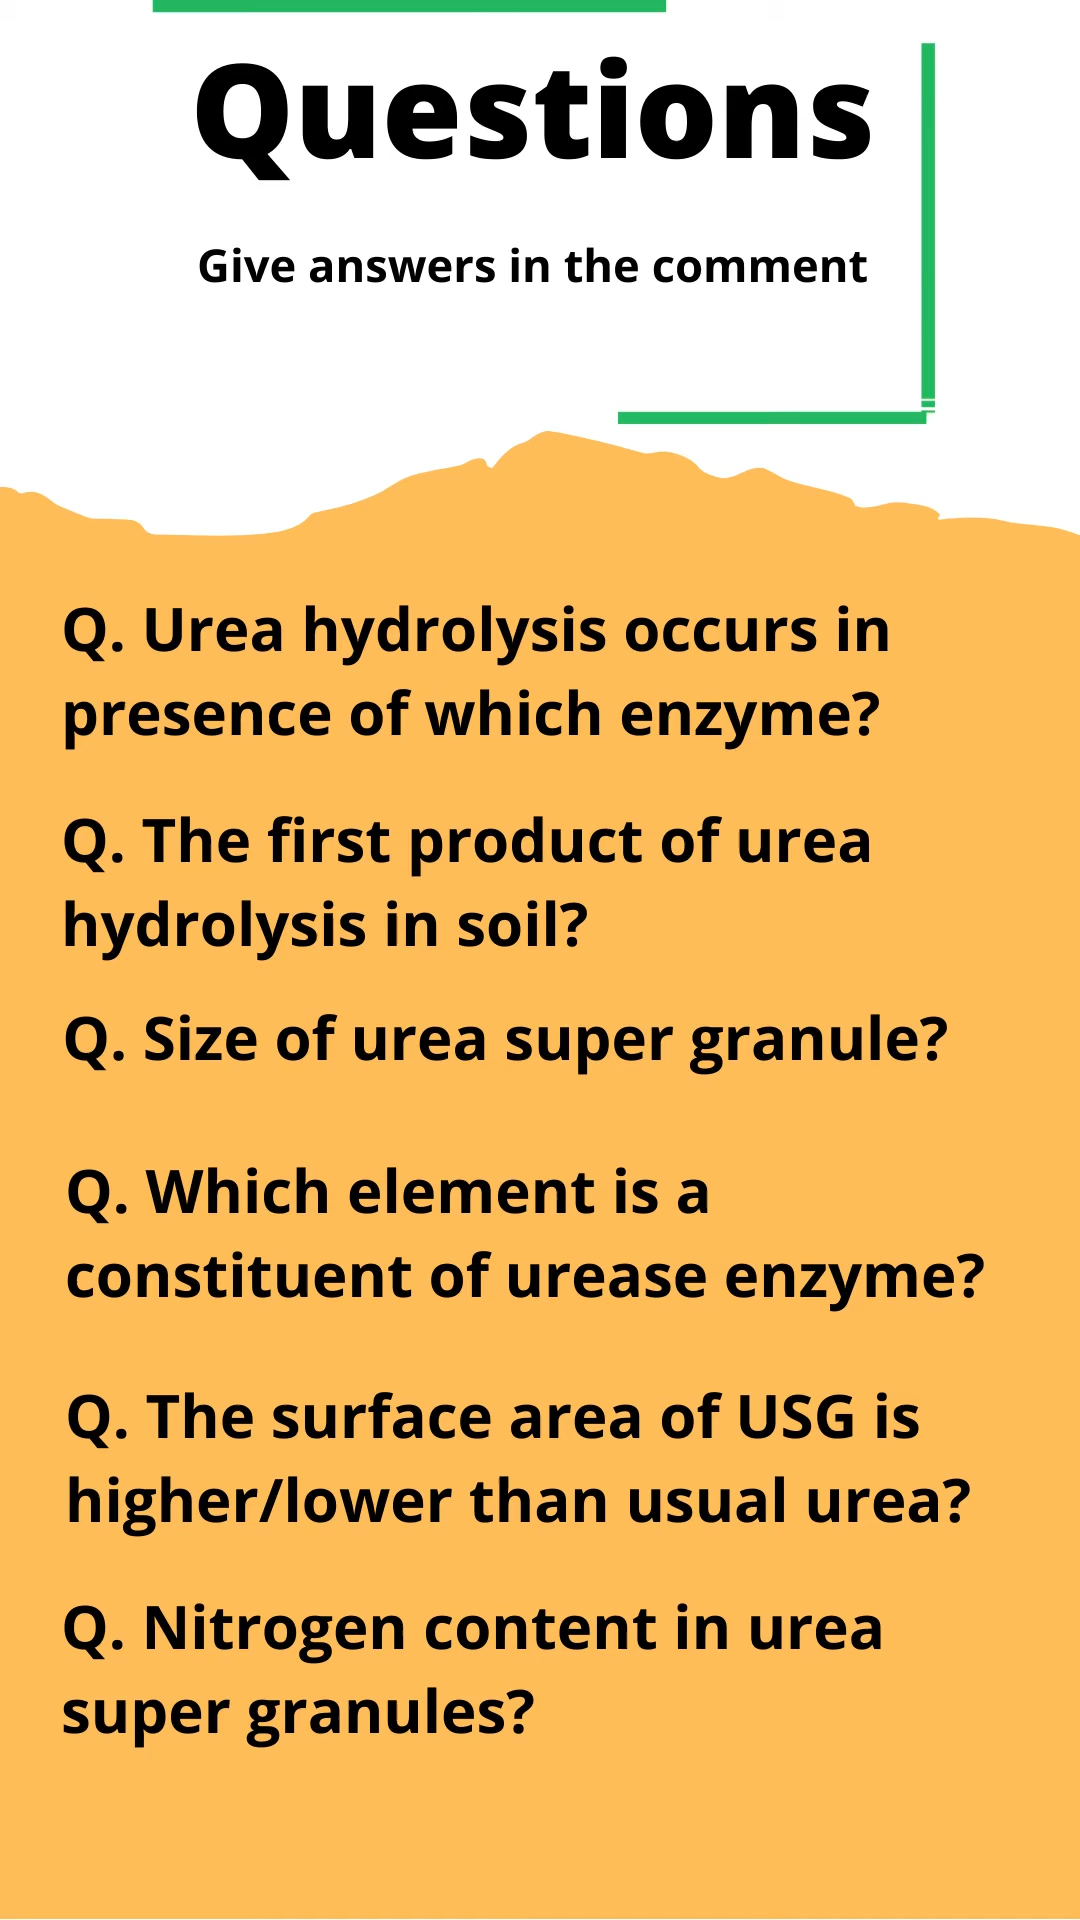 Questions
Give answers in the comment
Q. Urea hydrolysis occurs in
presence of which enzyme?
Q. The first product of urea
hydrolysis in soil?
Q. Size of urea super granule?
Q. Which element is a
constituent of urease enzyme?
Q. The surface area of USG is
higher/lower than usual urea?
Q. Nitrogen content in urea
super granules?